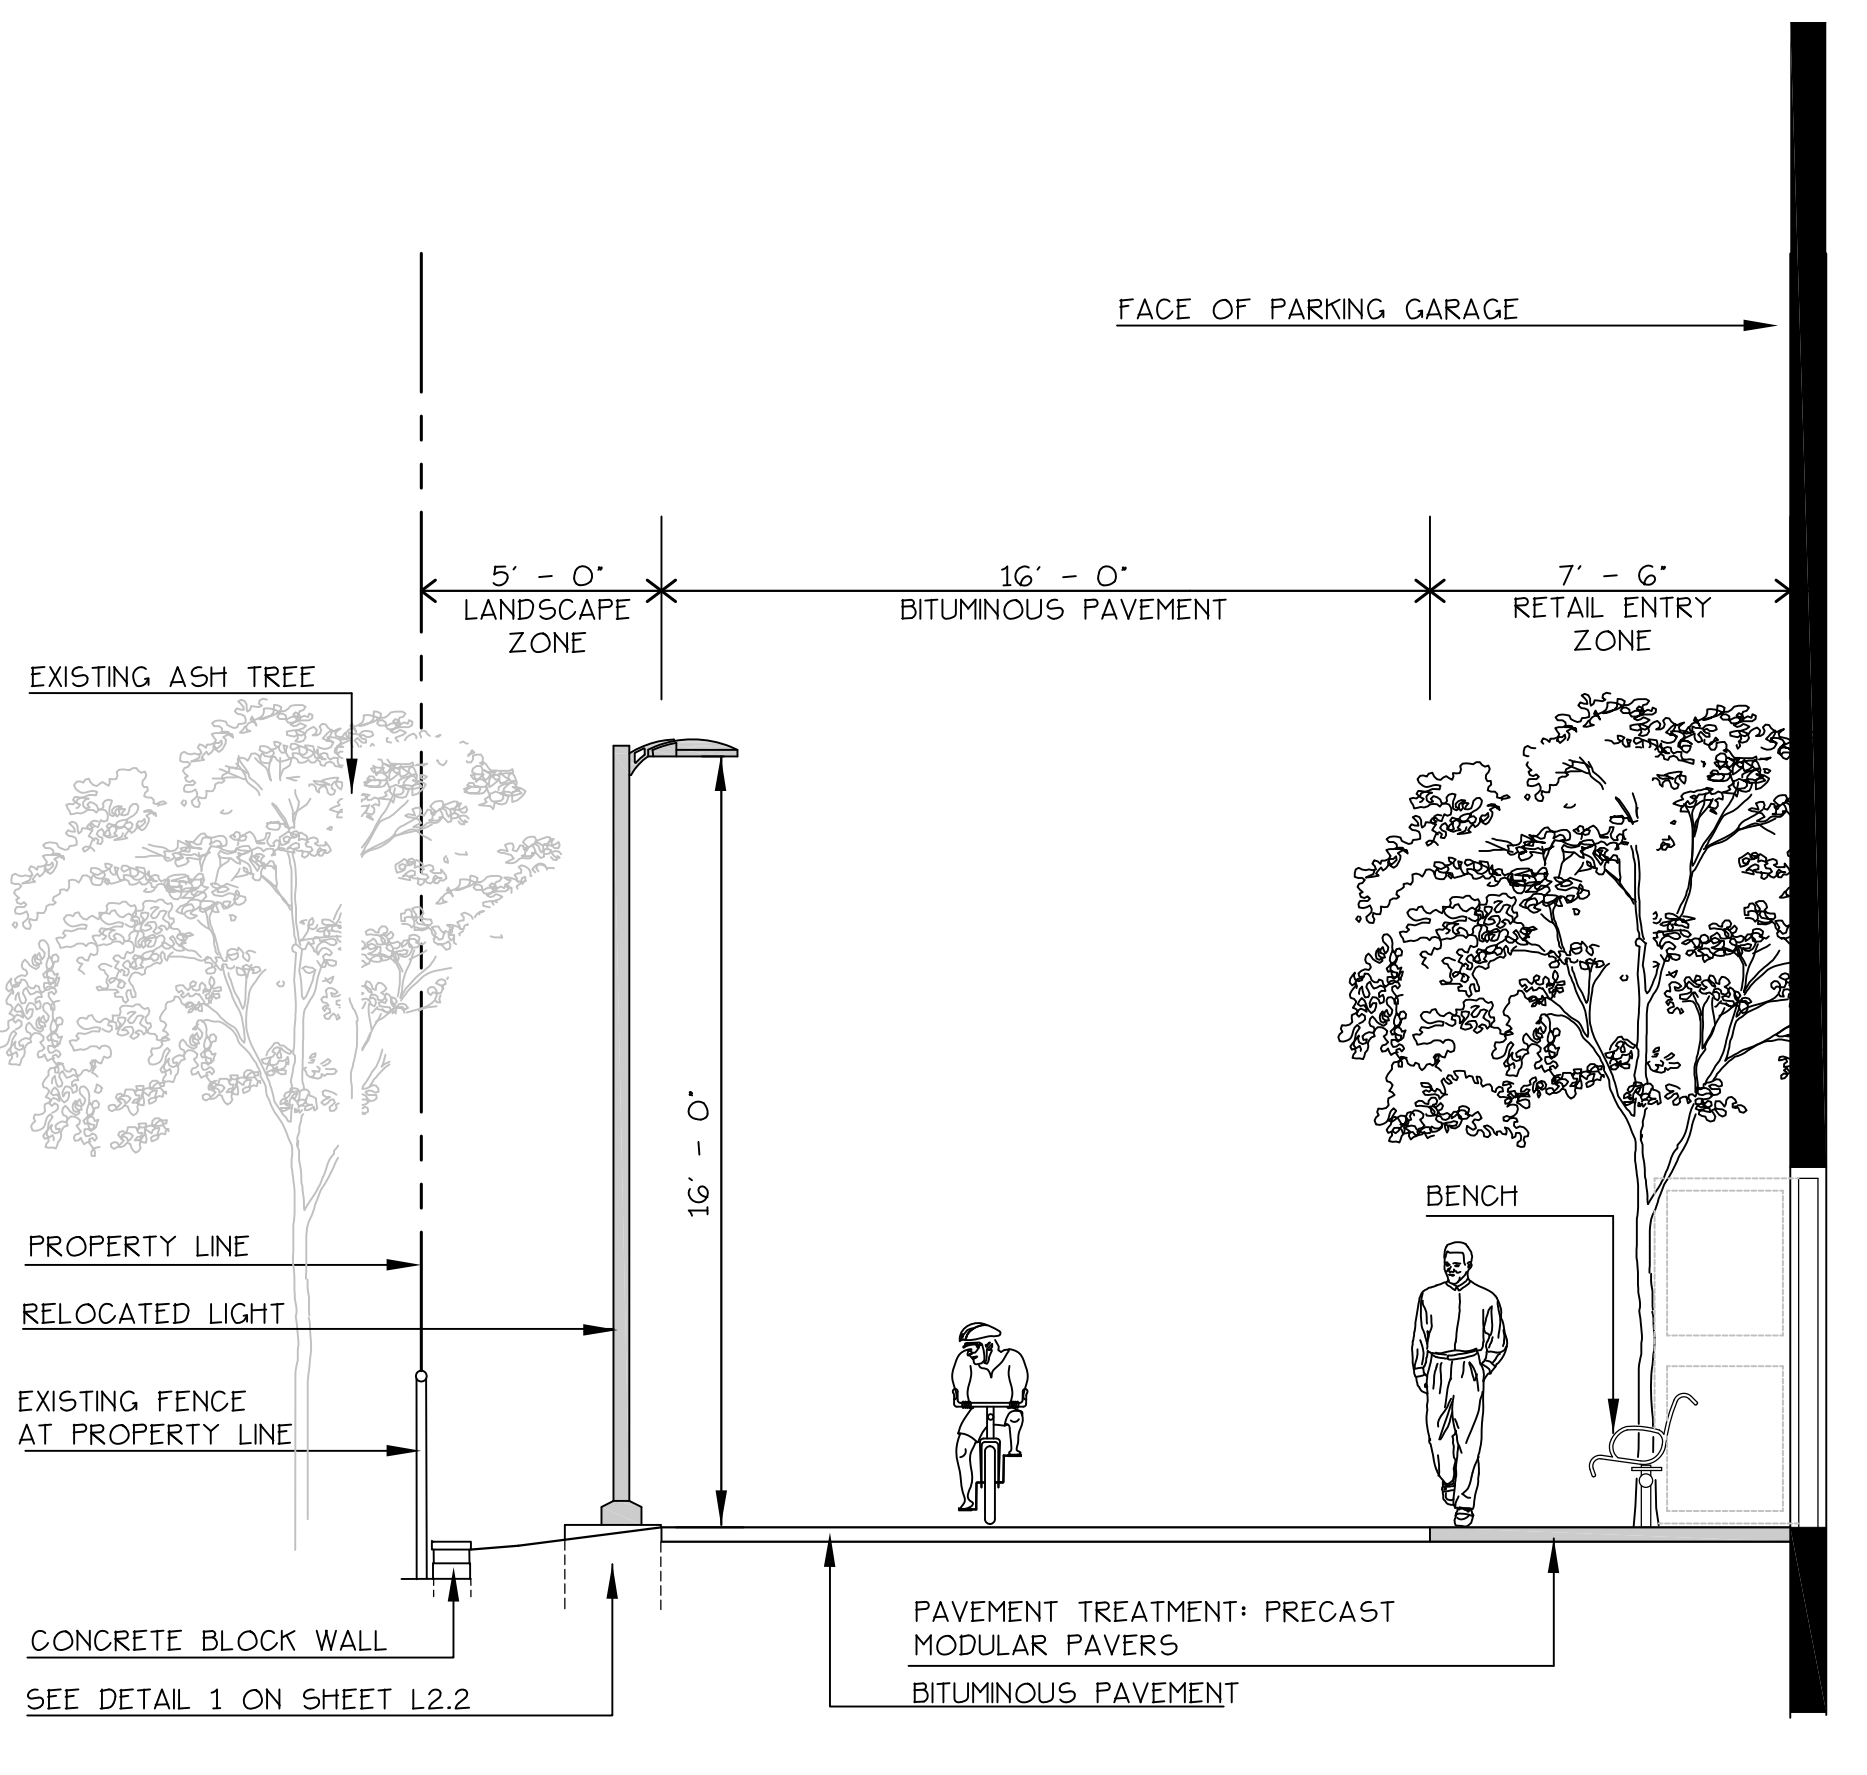 FACE OF PARKING GARAGE
5' - 0"
LANDSCAPE
ZONE
16' - 0"
BITUMINOUS PAVEMENT
7' - 6"
RETAIL ENTRY
ZONE
EXISTING ASH TREE
16' - 0"
BENCH
PROPERTY LINE
RELOCATED LIGHT
EXISTING FENCE
AT PROPERTY LINE
CONCRETE BLOCK WALL
SEE DETAIL 1 ON SHEET L2.2
PAVEMENT TREATMENT: PRECAST
MODULAR PAVERS
BITUMINOUS PAVEMENT